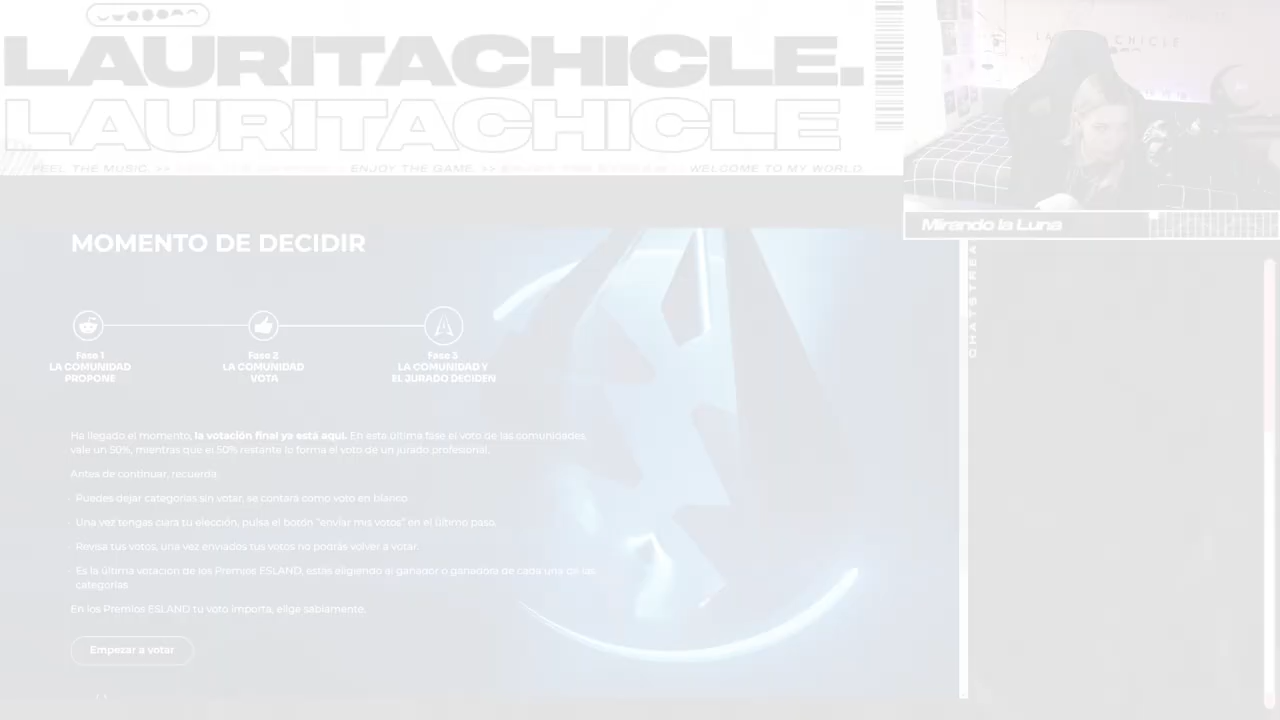 LAURITACHICLE.
LAURITACHICLE
LAURITACHICLE
FEEL THE MUSIC. >>
ENJOY THE GAME. >>
WELCOME TO MY WORLD.
Mirando la Luna
MOMENTO DE DECIDIR
Fase 1
LA COMUNIDAD
PROPONE
Fase 2
LA COMUNIDAD
VOTA
Fase 3
LA COMUNIDAD Y
EL JURADO DECIDEN
Ha llegado el momento, la votación final ya está aquí. En esta última fase el voto de las comunidades
vale un 50%, mientras que el 50% restante lo forma el voto de un jurado profesional.
Antes de continuar, recuerda:
- Puedes dejar categorías sin votar, se contará como voto en blanco.
- Una vez tengas clara tu elección, pulsa el botón "enviar mis votos" en el último paso.
- Revisa tus votos, una vez enviados tus votos no podrás volver a votar.
- Es la última votación de los Premios ESLAND, estás eligiendo al ganador o ganadora de cada una de las
categorías
En los Premios ESLAND tu voto importa, elige sabiamente.
Empezar a votar